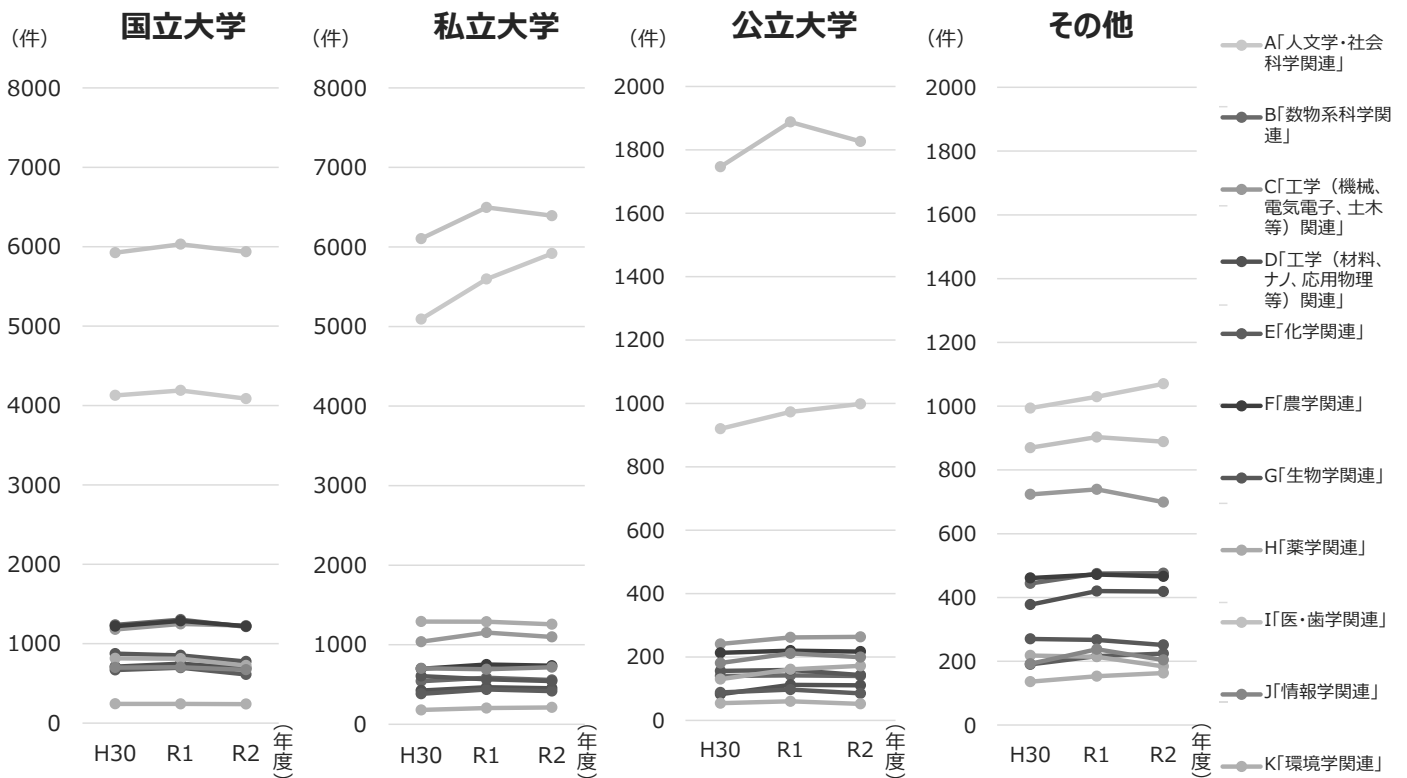 国立大学
私立大学
公立大学
その他
（件）
（件）
（件）
（件）
8000
7000
6000
5000
4000
3000
2000
1000
0
H30
R1
R2
（年度）
8000
7000
6000
5000
4000
3000
2000
1000
0
H30
R1
R2
（年度）
2000
1800
1600
1400
1200
1000
800
600
400
200
0
H30
R1
R2
（年度）
2000
1800
1600
1400
1200
1000
800
600
400
200
0
H30
R1
R2
（年度）
A「人文学・社会
科学関連」
B「数物系科学関
連」
C「工学（機械、
電気電子、土木
等）関連」
D「工学（材料、
ナノ、応用物理
等）関連」
E「化学関連」
F「農学関連」
G「生物学関連」
H「薬学関連」
I「医・歯学関連」
J「情報学関連」
K「環境学関連」